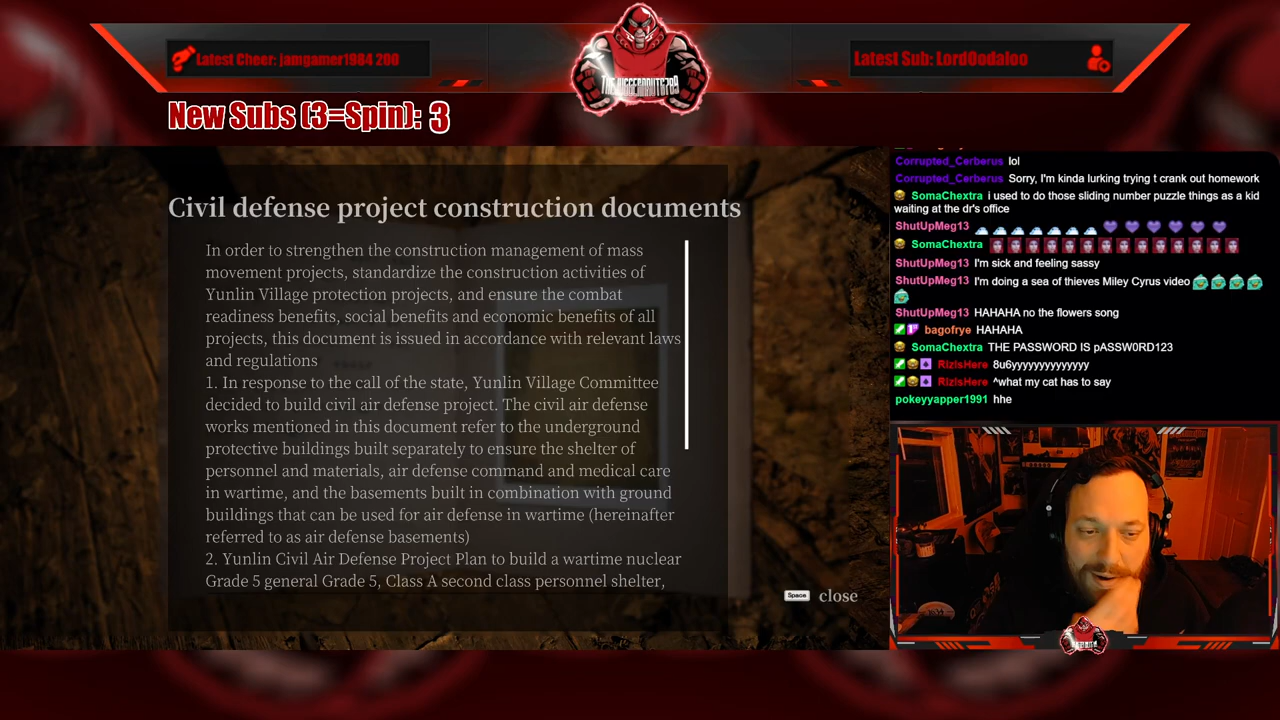 Latest Cheer: jamgamer1984 200
Latest Sub: LordOodaloo
THEJUGGERNAUT6789
New Subs (3=Spin): 3
Civil defense project construction documents
In order to strengthen the construction management of mass
movement projects, standardize the construction activities of
Yunlin Village protection projects, and ensure the combat
readiness benefits, social benefits and economic benefits of all
projects, this document is issued in accordance with relevant laws
and regulations
1. In response to the call of the state, Yunlin Village Committee
decided to build civil air defense project. The civil air defense
works mentioned in this document refer to the underground
protective buildings built separately to ensure the shelter of
personnel and materials, air defense command and medical care
in wartime, and the basements built in combination with ground
buildings that can be used for air defense in wartime (hereinafter
referred to as air defense basements)
2. Yunlin Civil Air Defense Project Plan to build a wartime nuclear
Grade 5 general Grade 5, Class A second class personnel shelter,
Space close
Corrupted_Cerberus lol
Corrupted_Cerberus Sorry, I'm kinda lurking trying t crank out homework
SomaChextra i used to do those sliding number puzzle things as a kid
waiting at the dr's office
ShutUpMeg13
SomaChextra
ShutUpMeg13 I'm sick and feeling sassy
ShutUpMeg13 I'm doing a sea of thieves Miley Cyrus video
ShutUpMeg13 HAHAHA no the flowers song
bagofrye HAHAHA
SomaChextra THE PASSWORD IS pASSW0RD123
RizIsHere 8u6yyyyyyyyyyyyy
RizIsHere ^what my cat has to say
pokeyyapper1991 hhe